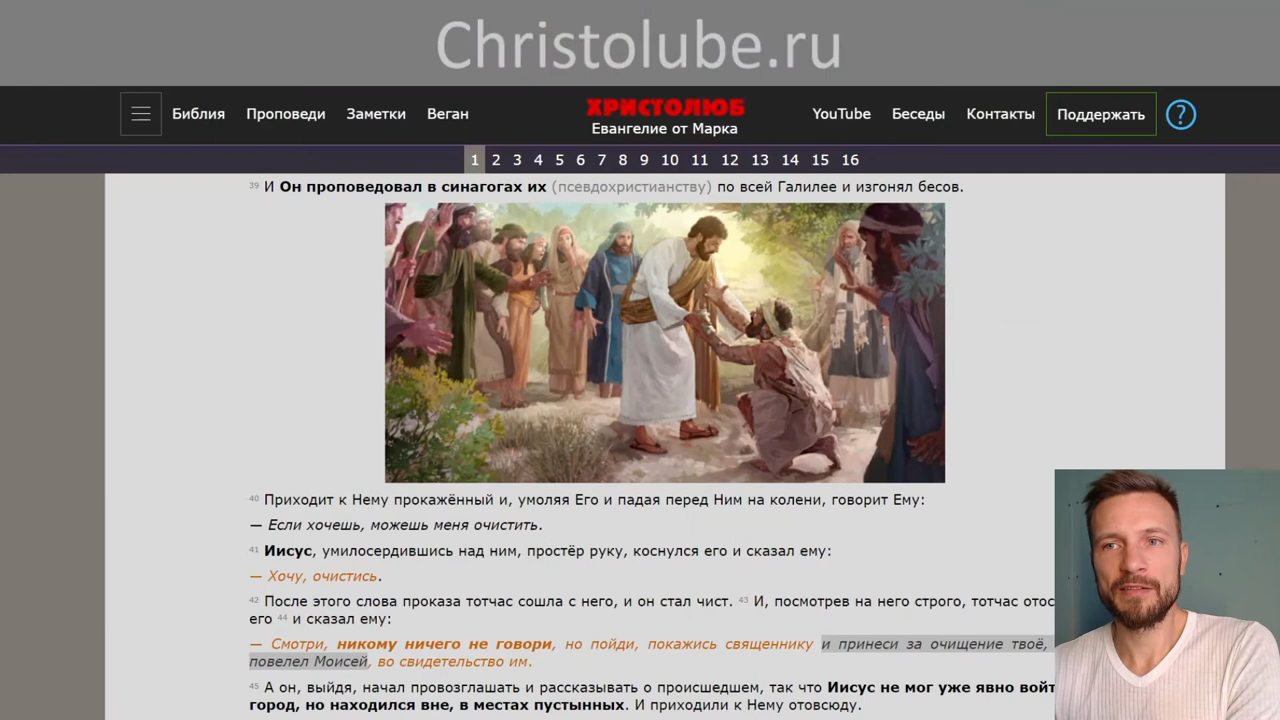 Christolube.ru
Библия Проповеди Заметки Веган ХРИСТОЛЮБ YouTube Беседы Контакты Поддержать ?
Евангелие от Марка
1 2 3 4 5 6 7 8 9 10 11 12 13 14 15 16
39 И Он проповедовал в синагогах их (псевдохристианству) по всей Галилее и изгонял бесов.
40 Приходит к Нему прокажённый и, умоляя Его и падая перед Ним на колени, говорит Ему:
— Если хочешь, можешь меня очистить.
41 Иисус, умилосердившись над ним, простёр руку, коснулся его и сказал ему:
— Хочу, очистись.
42 После этого слова проказа тотчас сошла с него, и он стал чист. 43 И, посмотрев на него строго, тотчас
его 44 и сказал ему:
— Смотри, никому ничего не говори, но пойди, покажись священнику и принеси за очищение твоё,
повелел Моисей, во свидетельство им.
45 А он, выйдя, начал провозглашать и рассказывать о происшедшем, так что Иисус не мог уже явно
город, но находился вне, в местах пустынных. И приходили к Нему отовсюду.